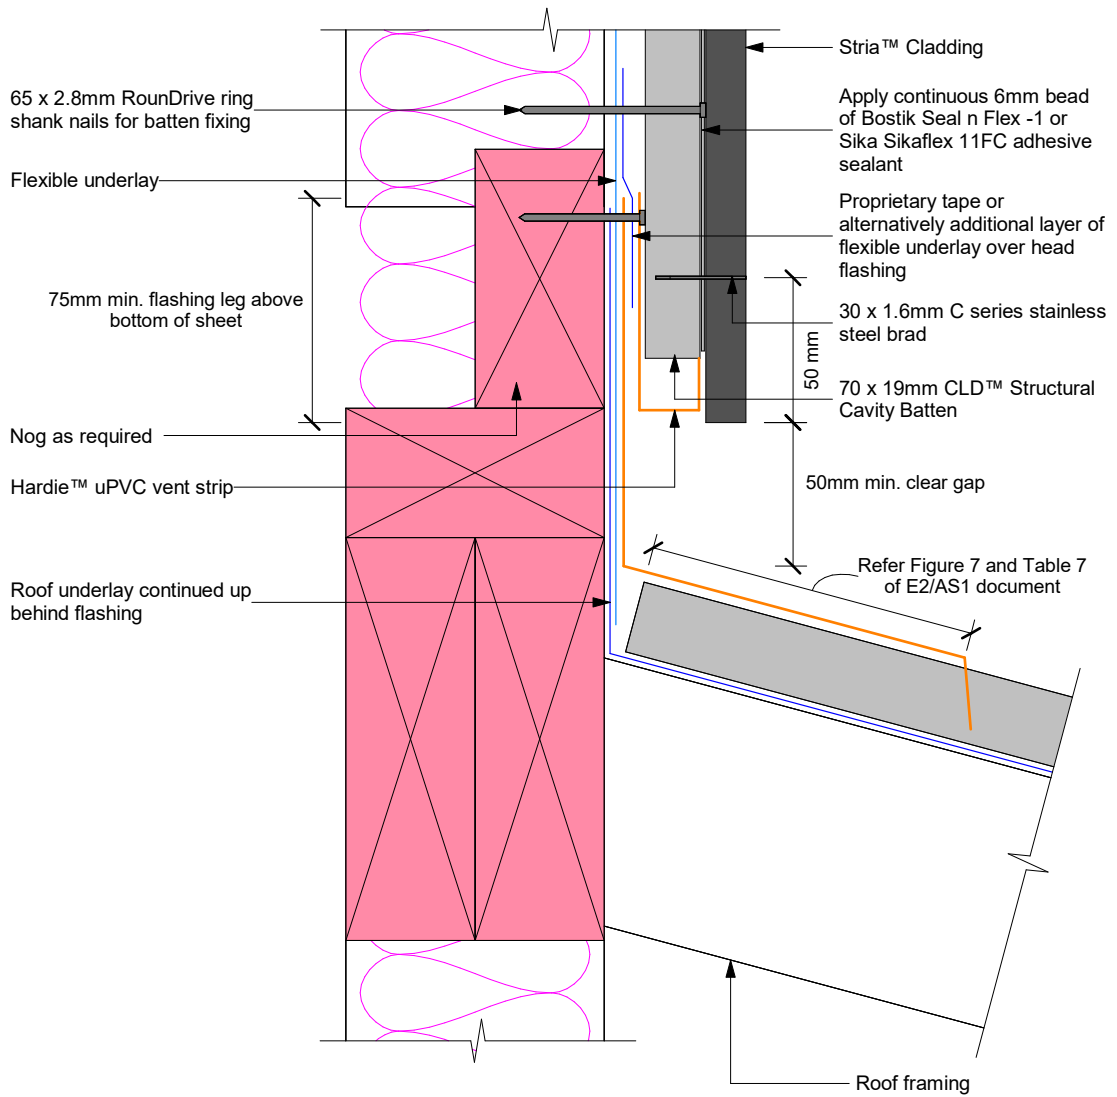 65 x 2.8mm RounDrive ring
shank nails for batten fixing
Flexible underlay
75mm min. flashing leg above
bottom of sheet
Nog as required
Hardie™ uPVC vent strip
Roof underlay continued up
behind flashing
Stria™ Cladding
Apply continuous 6mm bead
of Bostik Seal n Flex -1 or
Sika Sikaflex 11FC adhesive
sealant
Proprietary tape or
alternatively additional layer of
flexible underlay over head
flashing
30 x 1.6mm C series stainless
steel brad
50 mm
70 x 19mm CLD™ Structural
Cavity Batten
50mm min. clear gap
Refer Figure 7 and Table 7
of E2/AS1 document
Roof framing